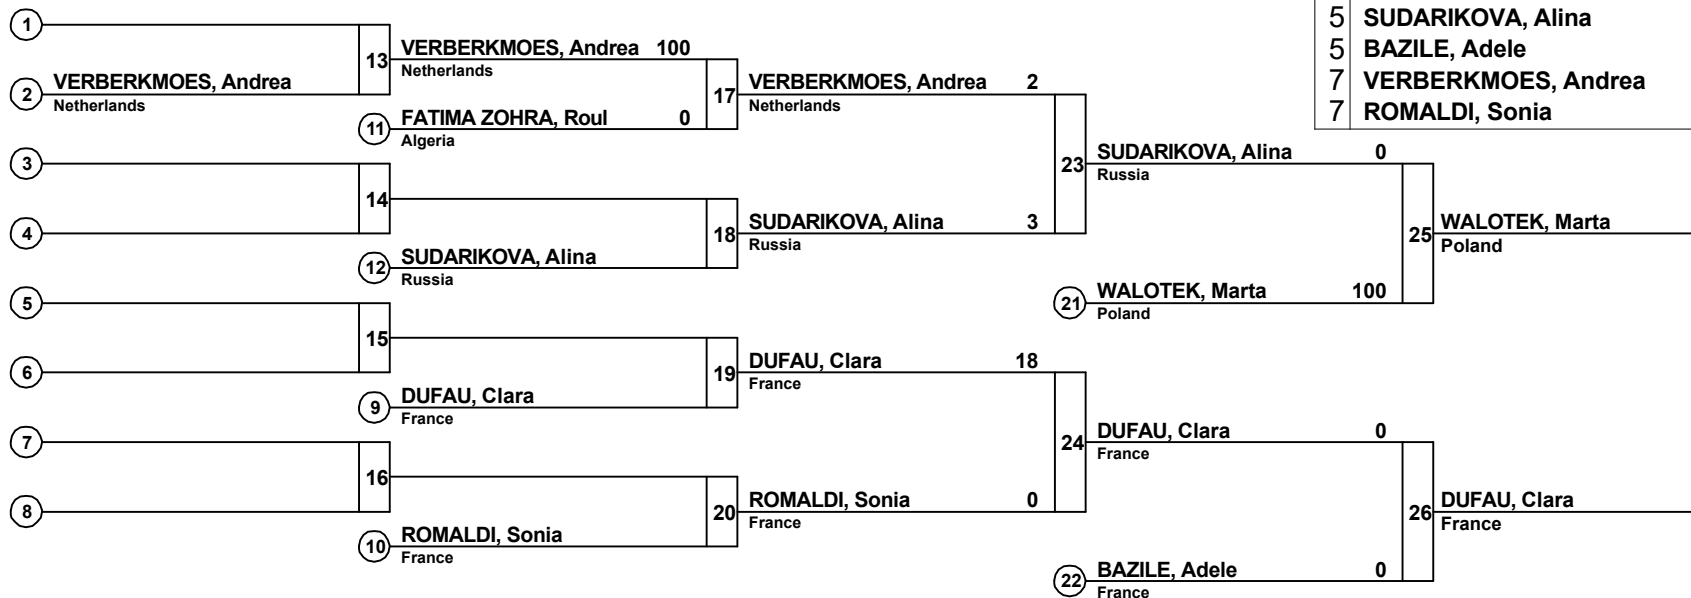 5 SUDARIKOVA, Alina
5 BAZILE, Adele
7 VERBERKMOES, Andrea
7 ROMALDI, Sonia
1
13 VERBERKMOES, Andrea 100
Netherlands
2 VERBERKMOES, Andrea
Netherlands
17 VERBERKMOES, Andrea 2
Netherlands
11 FATIMA ZOHRA, Roul 0
Algeria
3
14
4
23 SUDARIKOVA, Alina 0
Russia
18 SUDARIKOVA, Alina 3
Russia
12 SUDARIKOVA, Alina
Russia
25 WALOTEK, Marta
Poland
21 WALOTEK, Marta 100
Poland
5
15
6
19 DUFAU, Clara 18
France
9 DUFAU, Clara
France
7
16
8
24 DUFAU, Clara 0
France
20 ROMALDI, Sonia 0
France
10 ROMALDI, Sonia
France
26 DUFAU, Clara
France
22 BAZILE, Adele 0
France